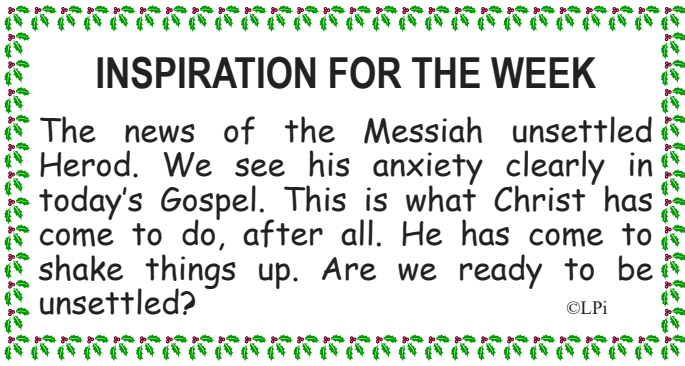 INSPIRATION FOR THE WEEK
The news of the Messiah unsettled
Herod. We see his anxiety clearly in
today's Gospel. This is what Christ has
come to do, after all. He has come to
shake things up. Are we ready to be
unsettled? ©LPi